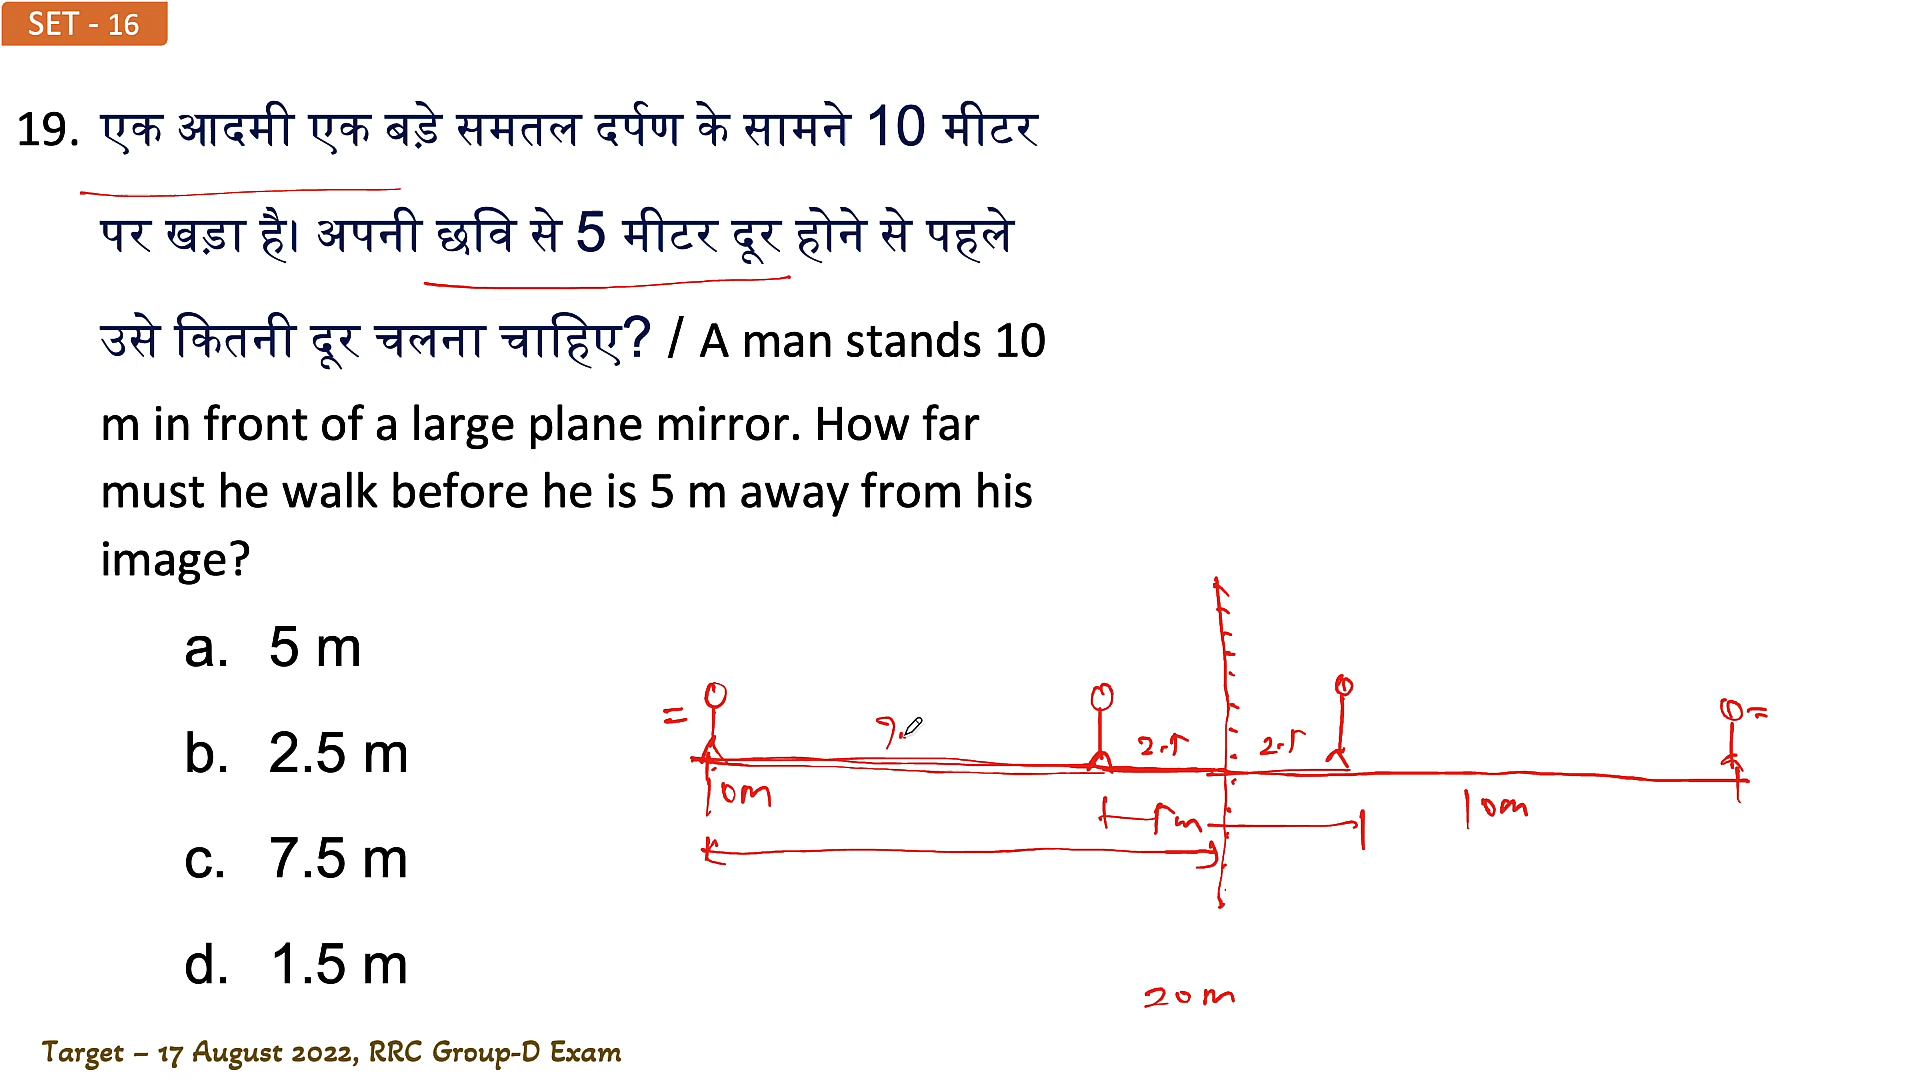 SET - 16
19. एक आदमी एक बड़े समतल दर्पण के सामने 10 मीटर
पर खड़ा है। अपनी छवि से 5 मीटर दूर होने से पहले
उसे कितनी दूर चलना चाहिए? / A man stands 10
m in front of a large plane mirror. How far
must he walk before he is 5 m away from his
image?
a. 5 m
b. 2.5 m
c. 7.5 m
d. 1.5 m
7.
2.5
2.5
10m
10m
5m
20m
Target – 17 August 2022, RRC Group-D Exam